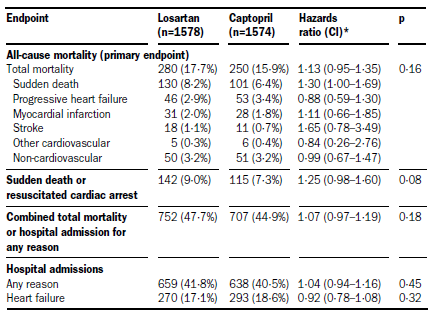 Endpoint Losartan Captopril Hazards p
(n=1578) (n=1574) ratio (CI)*
All-cause mortality (primary endpoint)
Total mortality 280 (17·7%) 250 (15·9%) 1·13 (0·95–1·35) 0·16
Sudden death 130 (8·2%) 101 (6·4%) 1·30 (1·00–1·69)
Progressive heart failure 46 (2·9%) 53 (3·4%) 0·88 (0·59–1·30)
Myocardial infarction 31 (2·0%) 28 (1·8%) 1·11 (0·66–1·85)
Stroke 18 (1·1%) 11 (0·7%) 1·65 (0·78–3·49)
Other cardiovascular 5 (0·3%) 6 (0·4%) 0·84 (0·26–2·76)
Non-cardiovascular 50 (3·2%) 51 (3·2%) 0·99 (0·67–1·47)
Sudden death or 142 (9·0%) 115 (7·3%) 1·25 (0·98–1·60) 0·08
resuscitated cardiac arrest
Combined total mortality 752 (47·7%) 707 (44·9%) 1·07 (0·97–1·19) 0·18
or hospital admission for
any reason
Hospital admissions
Any reason 659 (41·8%) 638 (40·5%) 1·04 (0·94–1·16) 0·45
Heart failure 270 (17·1%) 293 (18·6%) 0·92 (0·78–1·08) 0·32